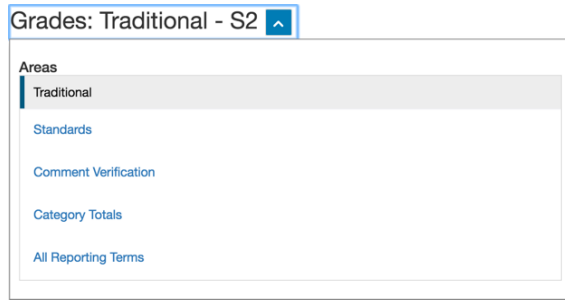 Grades: Traditional - S2
Areas
Traditional
Standards
Comment Verification
Category Totals
All Reporting Terms